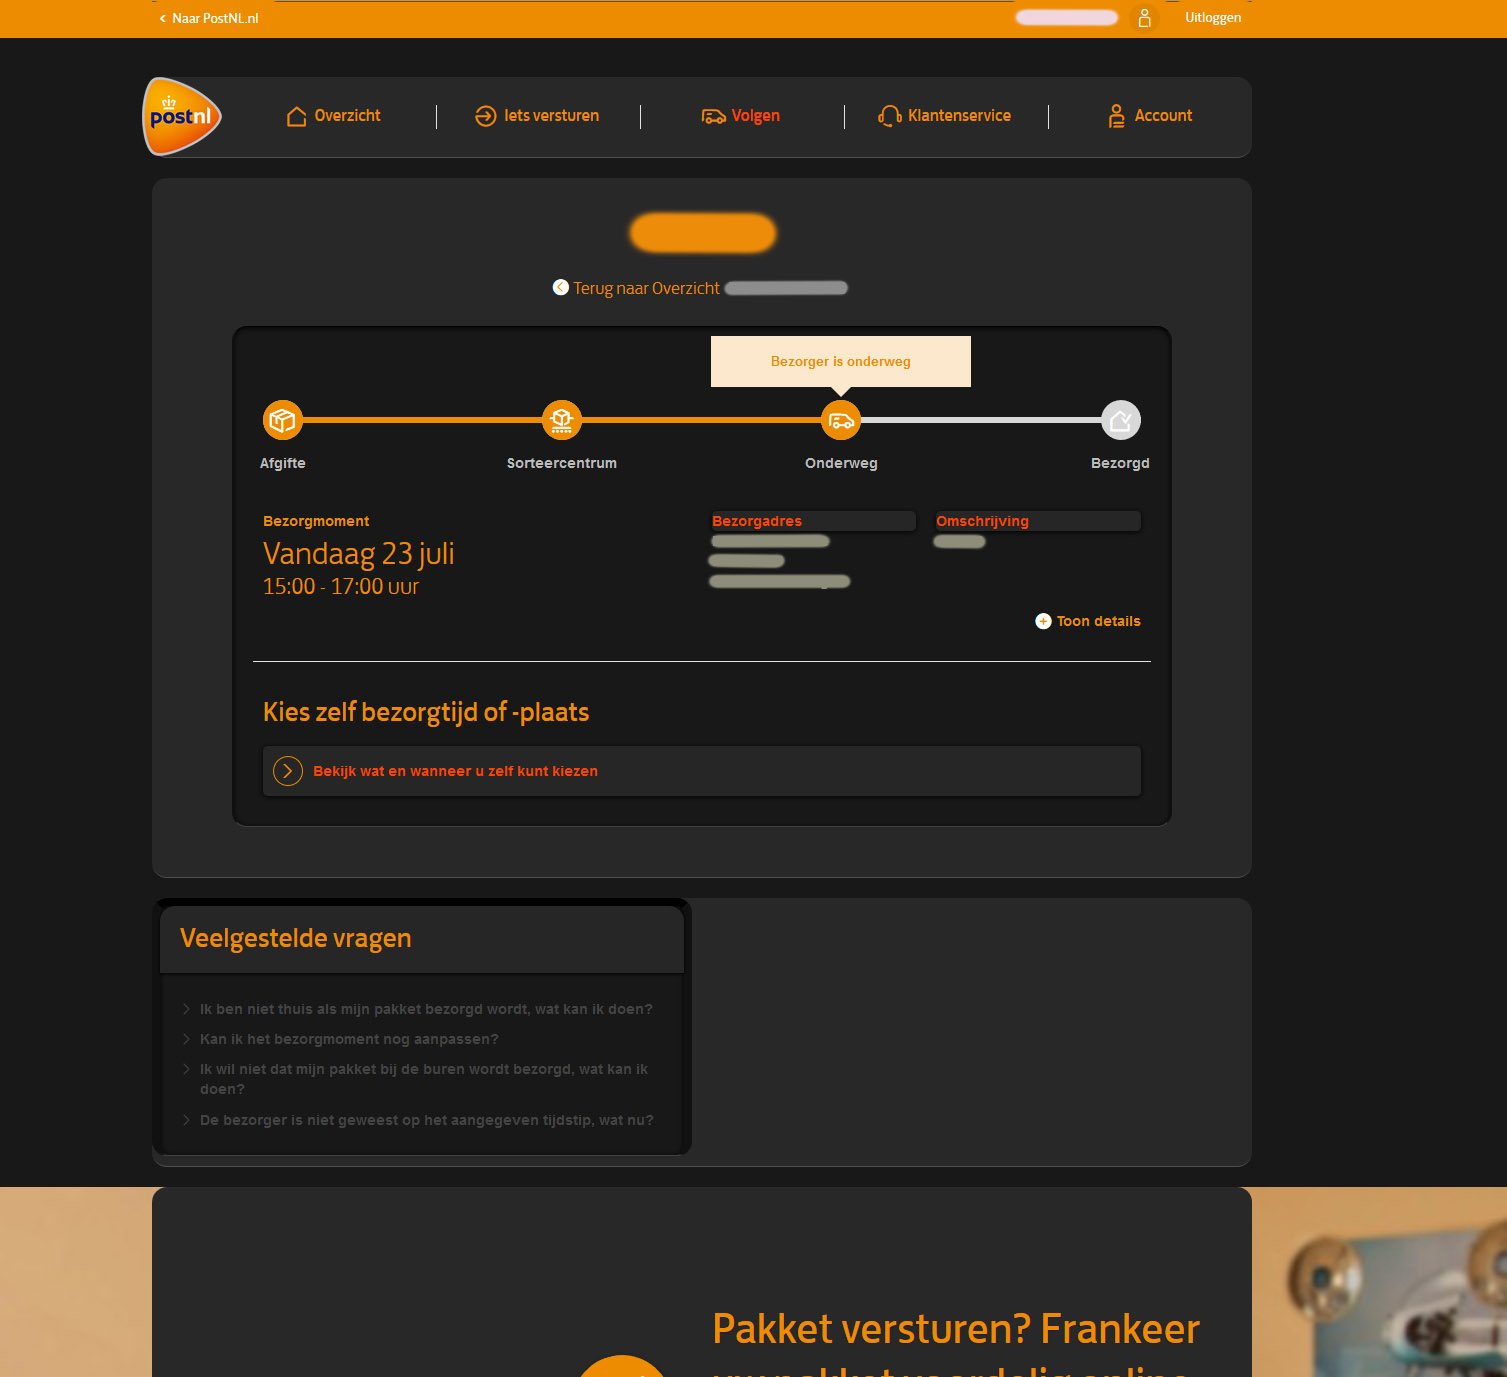 Naar PostNL.nl
Uitloggen
postnl
Overzicht
Iets versturen
Volgen
Klantenservice
Account
Terug naar Overzicht
Bezorger is onderweg
Afgifte
Sorteercentrum
Onderweg
Bezorgd
Bezorgmoment
Vandaag 23 juli
15:00 - 17:00 uur
Bezorgadres
Omschrijving
Toon details
Kies zelf bezorgtijd of -plaats
Bekijk wat en wanneer u zelf kunt kiezen
Veelgestelde vragen
Ik ben niet thuis als mijn pakket bezorgd wordt, wat kan ik doen?
Kan ik het bezorgmoment nog aanpassen?
Ik wil niet dat mijn pakket bij de buren wordt bezorgd, wat kan ik
doen?
De bezorger is niet geweest op het aangegeven tijdstip, wat nu?
Pakket versturen? Frankeer
uw pakket voordelig online